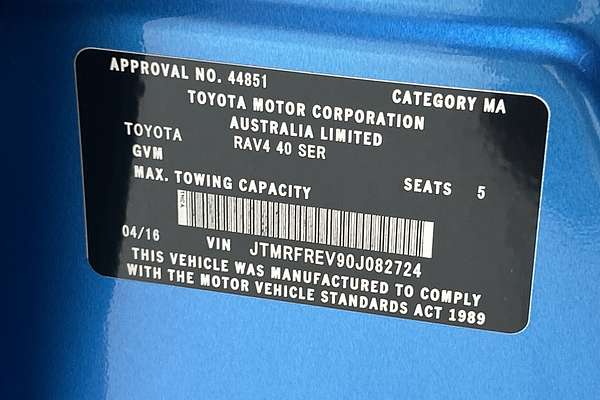 APPROVAL NO. 44851 CATEGORY MA
TOYOTA MOTOR CORPORATION
AUSTRALIA LIMITED
TOYOTA RAV4 40 SER
GVM
MAX. TOWING CAPACITY SEATS 5
04/16 VIN JTMRFREV90J082724
THIS VEHICLE WAS MANUFACTURED TO COMPLY
WITH THE MOTOR VEHICLE STANDARDS ACT 1989